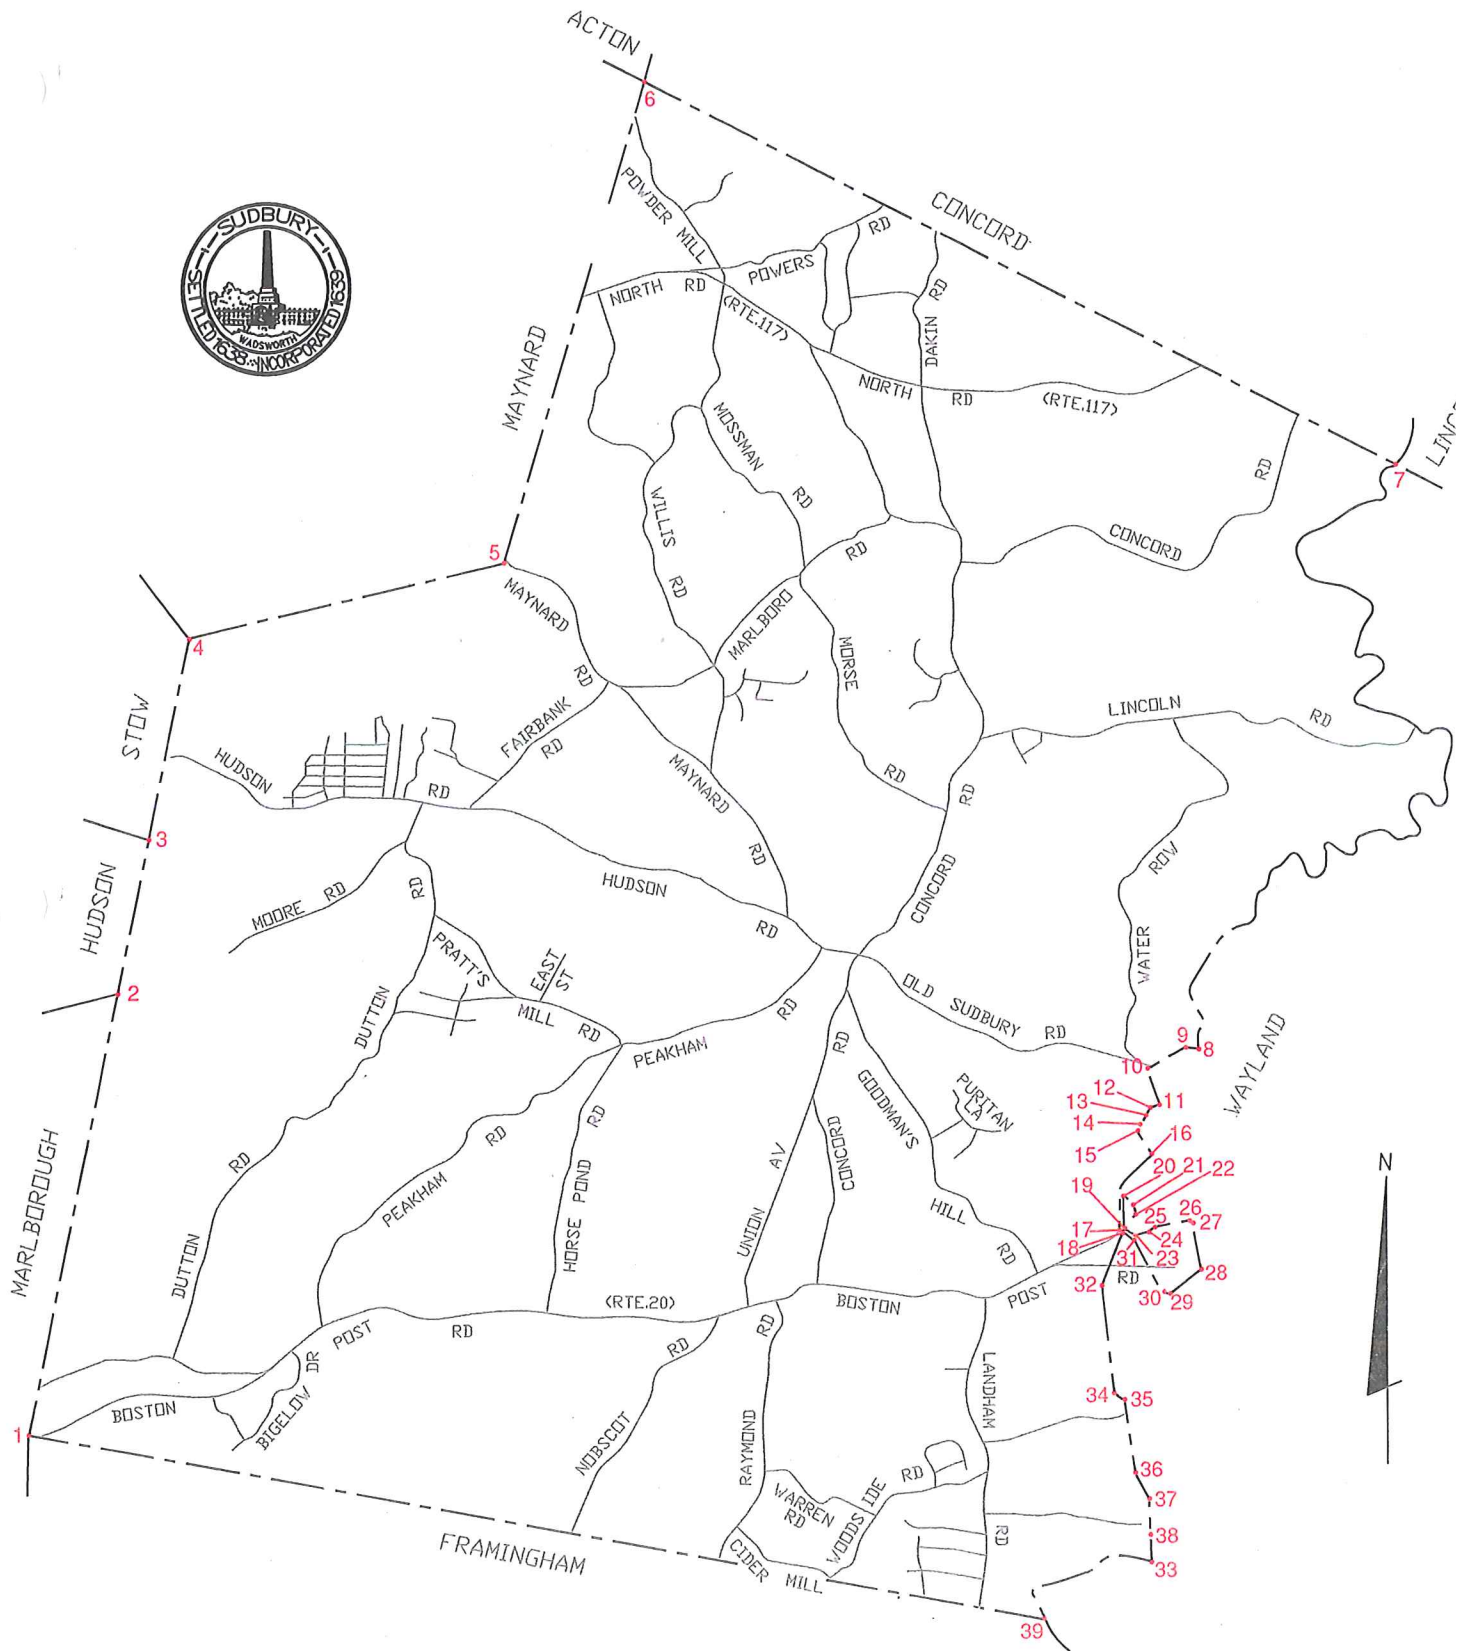 ACTON
6
SUDBURY
SETTLED 1638
INCORPORATED 1639
WADSWORTH
POWDER MILL
RD
CONCORD
NORTH RD
(RTE.117)
POWERS RD
DAKIN RD
MAYNARD
NORTH RD (RTE.117)
7
MOSSMAN RD
WILLIS RD
RD
CONCORD
RD
5
MAYNARD RD
4
MARLBORO
MORSE RD
STOW
FAIRBANK RD
LINCOLN RD
HUDSON RD
MAYNARD RD
RD
3
HUDSON
MOORE RD
RD
HUDSON RD
CONCORD
ROW
WATER
PRATT'S
EAST ST
MILL RD
2
DUTTON
PEAKHAM RD
OLD SUDBURY RD
9
8
10
WAYLAND
RD
GOODMAN'S
PURITAN LA
12
11
13
14
15
16
MARLBOROUGH
RD
PEAKHAM RD
HORSE POND RD
UNION AV
CONCORD
HILL RD
N
20
21
22
19
17
18
25
26
27
24
31
23
28
32
30
29
DUTTON
(RTE.20)
BOSTON
POST
RD
POST RD
RD
RD
DR
BIGELOW
BOSTON
1
NOBSCOT
RAYMOND
LANDHAM
34
35
WARREN RD
WOODSIDE RD
36
37
RD
38
33
CIDER MILL
FRAMINGHAM
39